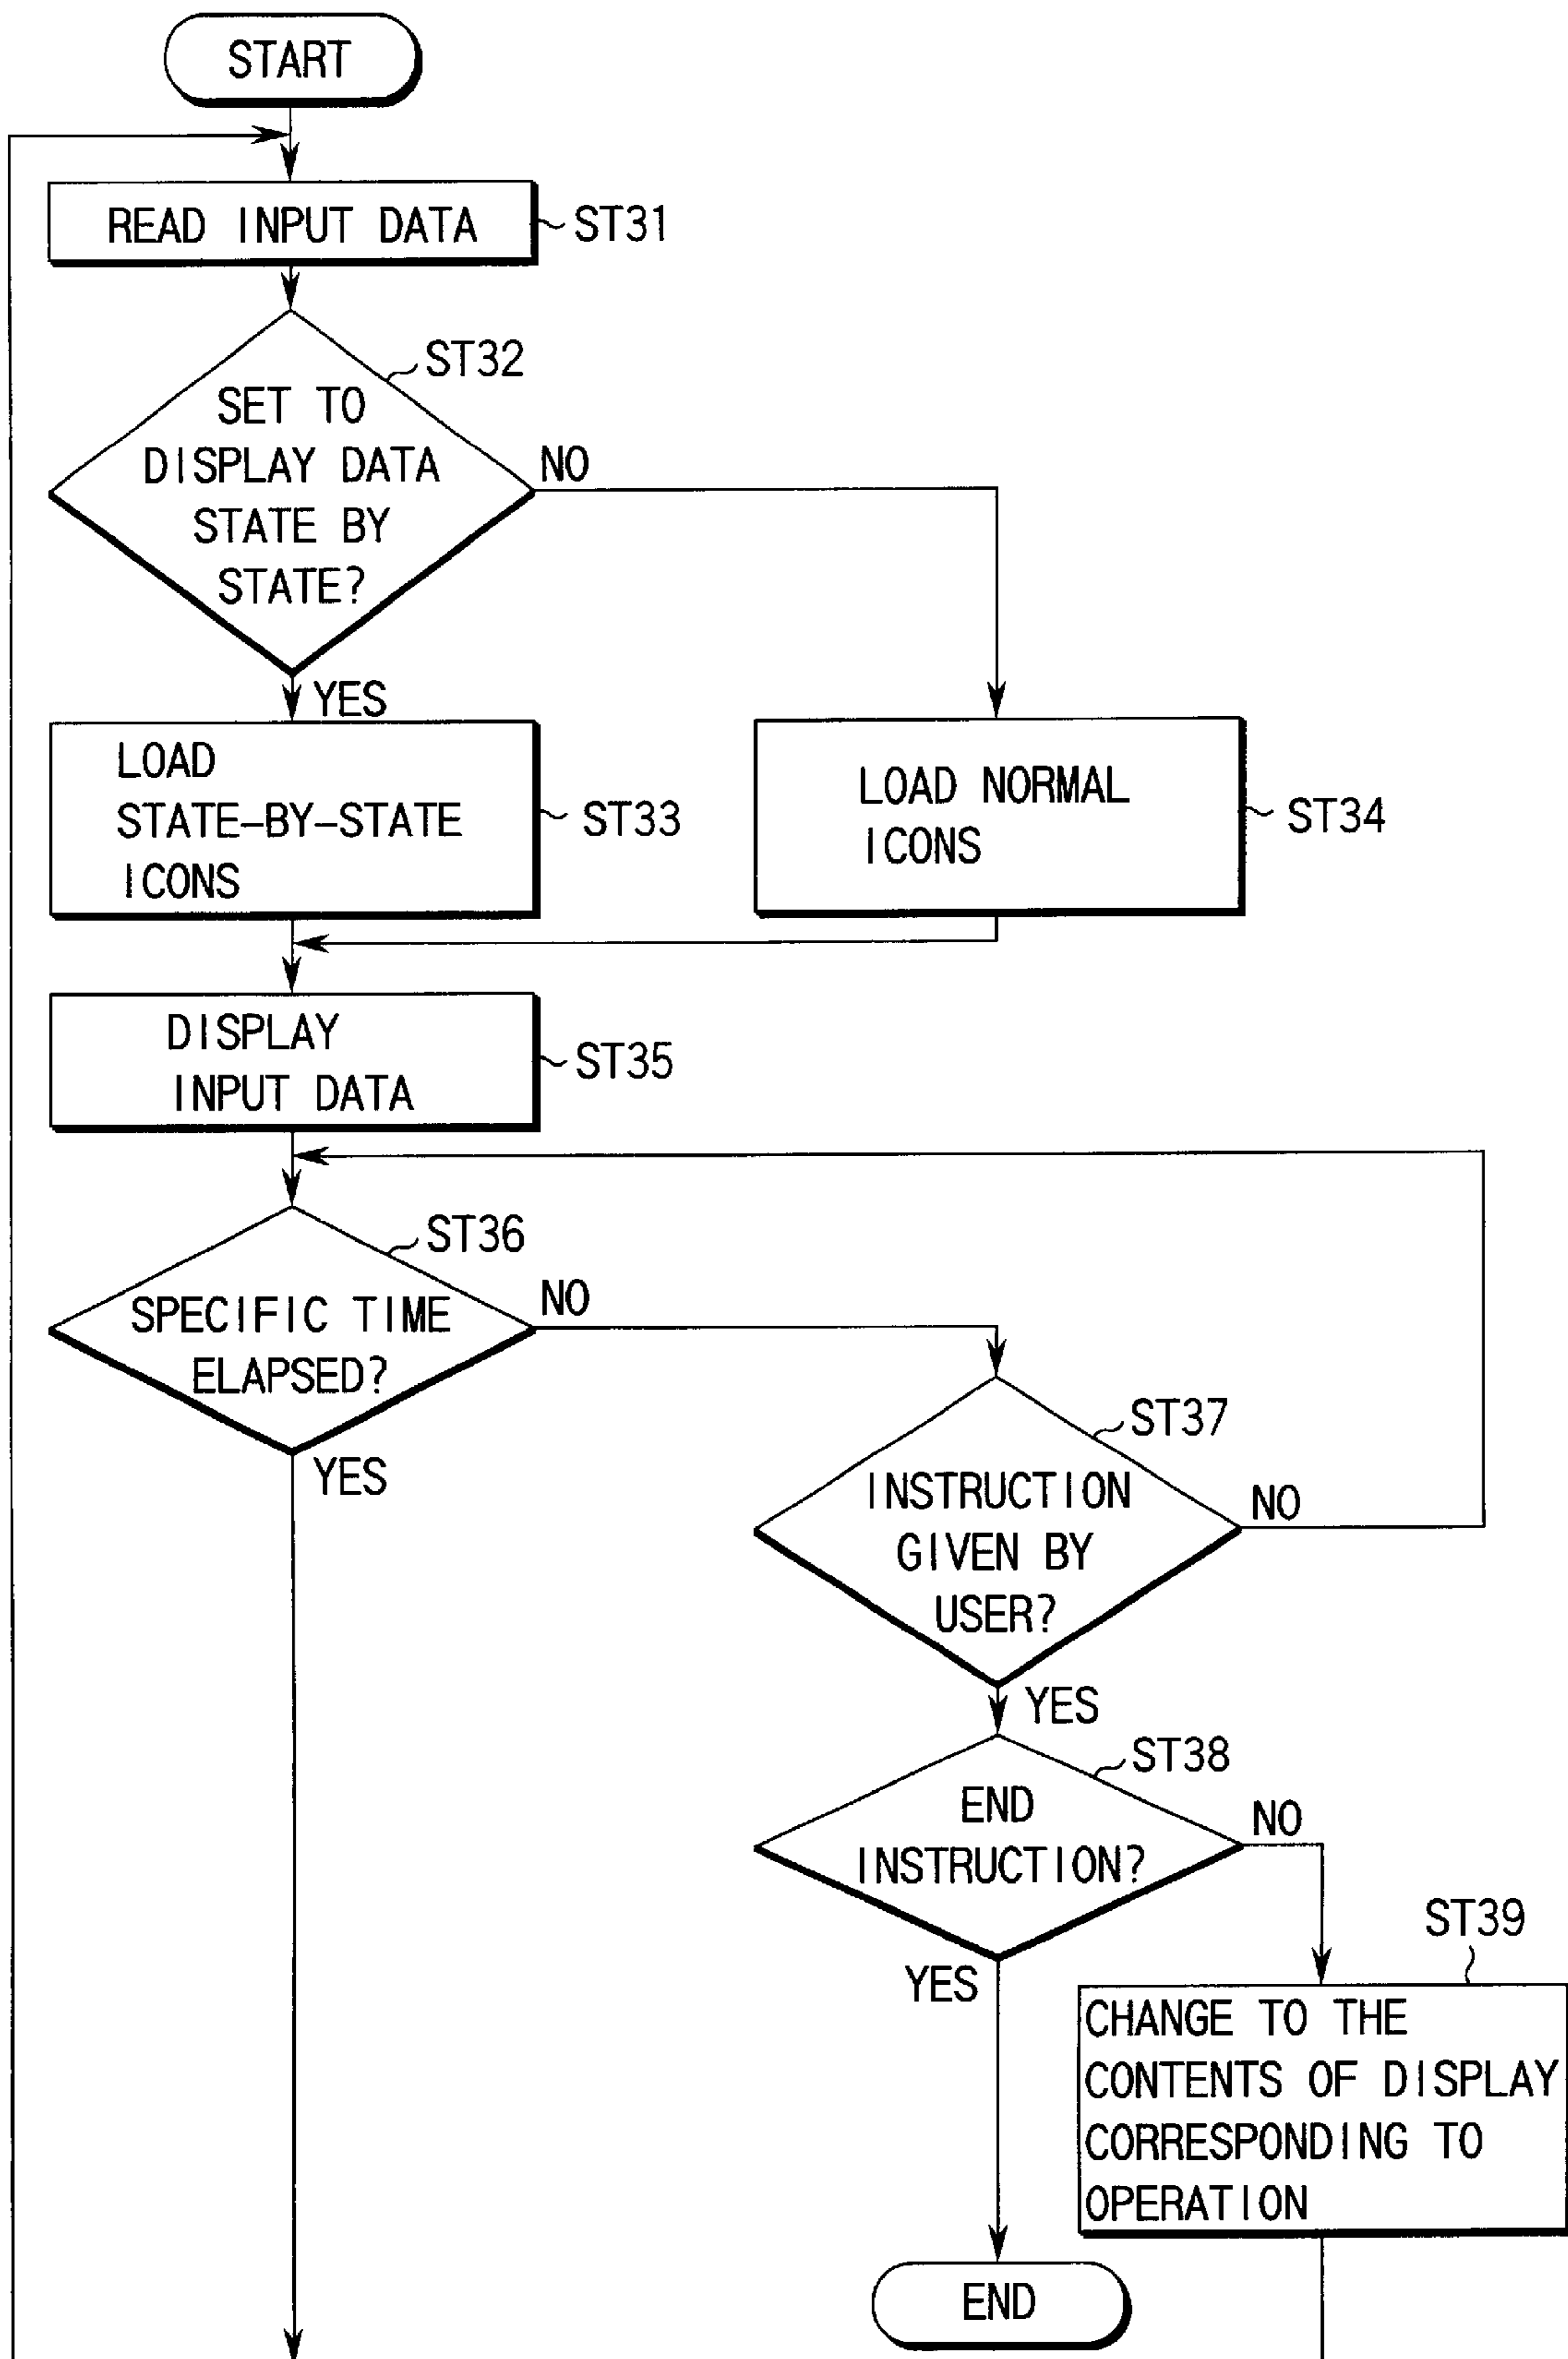 START
READ INPUT DATA
ST31
ST32
SET TO
DISPLAY DATA
STATE BY
STATE?
NO
YES
LOAD
STATE-BY-STATE
ICONS
ST33
LOAD NORMAL
ICONS
ST34
DISPLAY
INPUT DATA
ST35
ST36
SPECIFIC TIME
ELAPSED?
NO
YES
ST37
INSTRUCTION
GIVEN BY
USER?
NO
YES
ST38
END
INSTRUCTION?
NO
YES
ST39
CHANGE TO THE
CONTENTS OF DISPLAY
CORRESPONDING TO
OPERATION
END